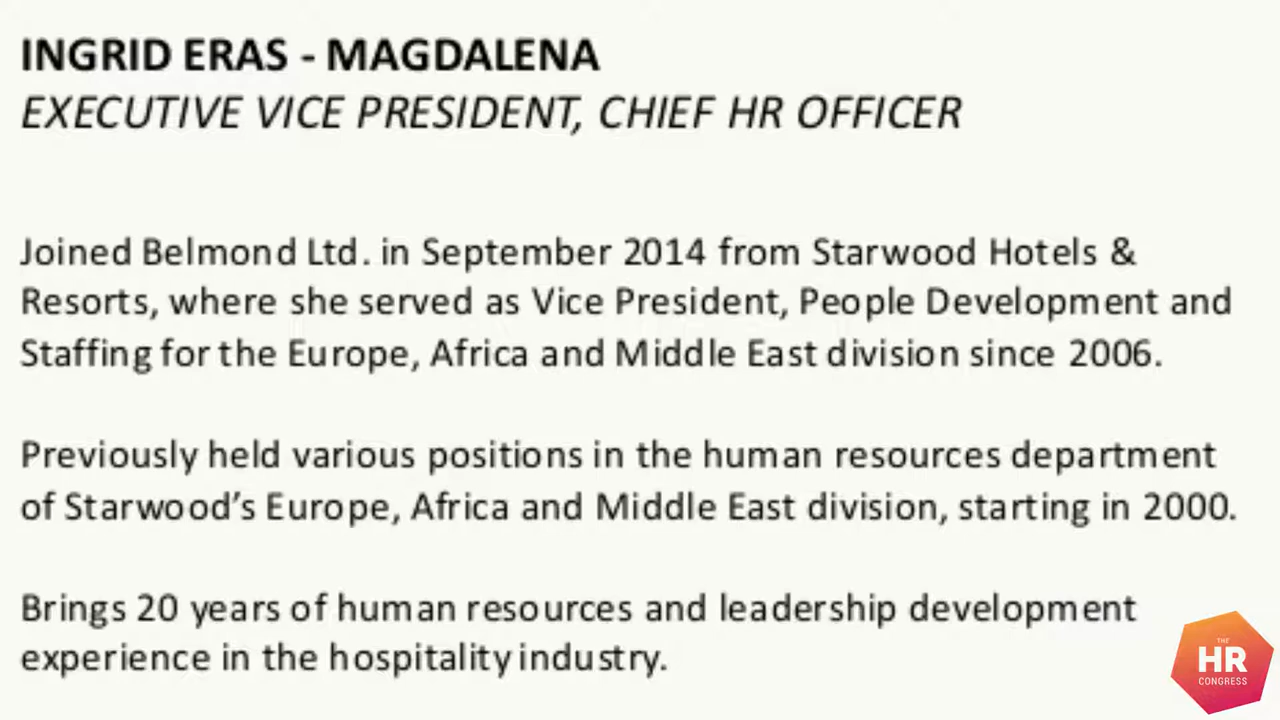 INGRID ERAS - MAGDALENA
EXECUTIVE VICE PRESIDENT, CHIEF HR OFFICER
Joined Belmond Ltd. in September 2014 from Starwood Hotels &
Resorts, where she served as Vice President, People Development and
Staffing for the Europe, Africa and Middle East division since 2006.
Previously held various positions in the human resources department
of Starwood’s Europe, Africa and Middle East division, starting in 2000.
Brings 20 years of human resources and leadership development
experience in the hospitality industry.
THE
HR
CONGRESS